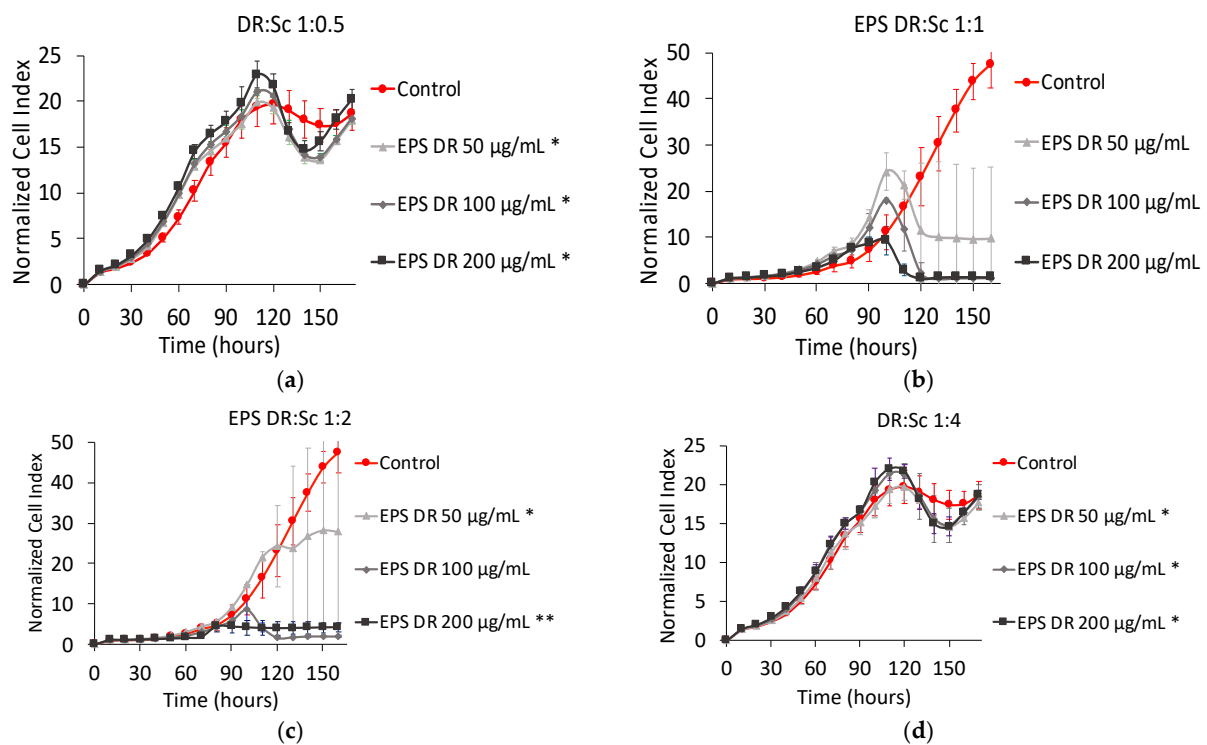 DR:Sc 1:0.5
Normalized Cell Index
25
20
15
10
5
0
0 30 60 90 120 150
Time (hours)
Control
EPS DR 50 µg/mL *
EPS DR 100 µg/mL *
EPS DR 200 µg/mL *
(a)
EPS DR:Sc 1:1
Normalized Cell Index
50
40
30
20
10
0
0 30 60 90 120 150
Time (hours)
Control
EPS DR 50 µg/mL
EPS DR 100 µg/mL
EPS DR 200 µg/mL
(b)
EPS DR:Sc 1:2
Normalized Cell Index
50
40
30
20
10
0
0 30 60 90 120 150
Time (hours)
Control
EPS DR 50 µg/mL *
EPS DR 100 µg/mL
EPS DR 200 µg/mL **
(c)
DR:Sc 1:4
Normalized Cell Index
25
20
15
10
5
0
0 30 60 90 120 150
Time (hours)
Control
EPS DR 50 µg/mL *
EPS DR 100 µg/mL *
EPS DR 200 µg/mL *
(d)